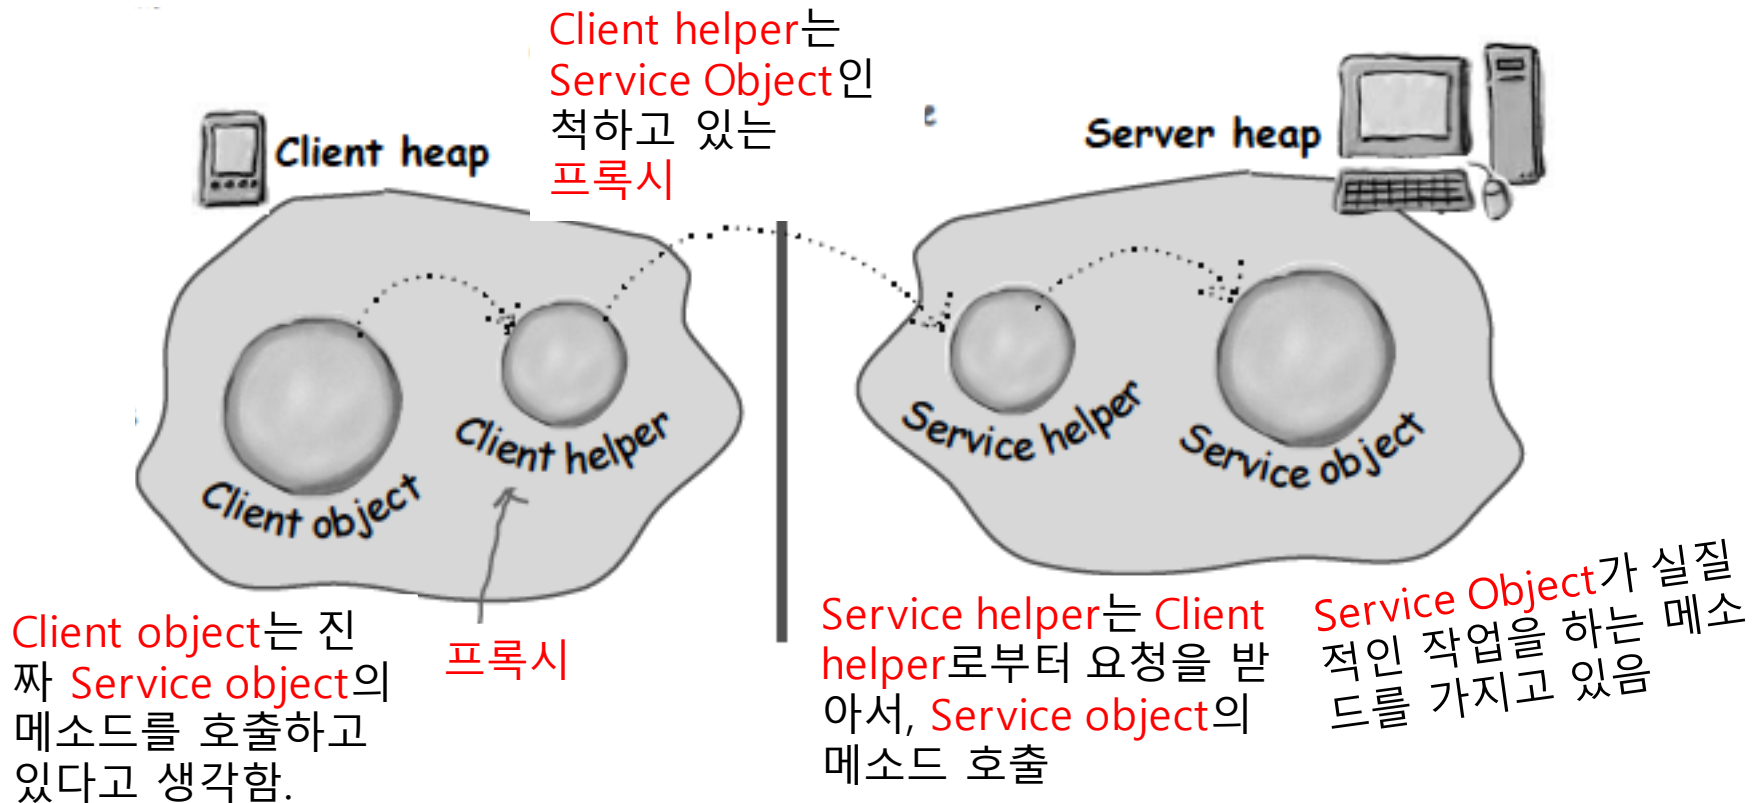 Client helper는
Service Object인
척하고 있는
프록시
Client heap
Server heap
Client object
Client helper
Service helper
Service object
프록시
Client object는 진
짜 Service object의
메소드를 호출하고
있다고 생각함.
Service helper는 Client
helper로부터 요청을 받
아서, Service object의
메소드 호출
Service Object가 실질
적인 작업을 하는 메소
드를 가지고 있음